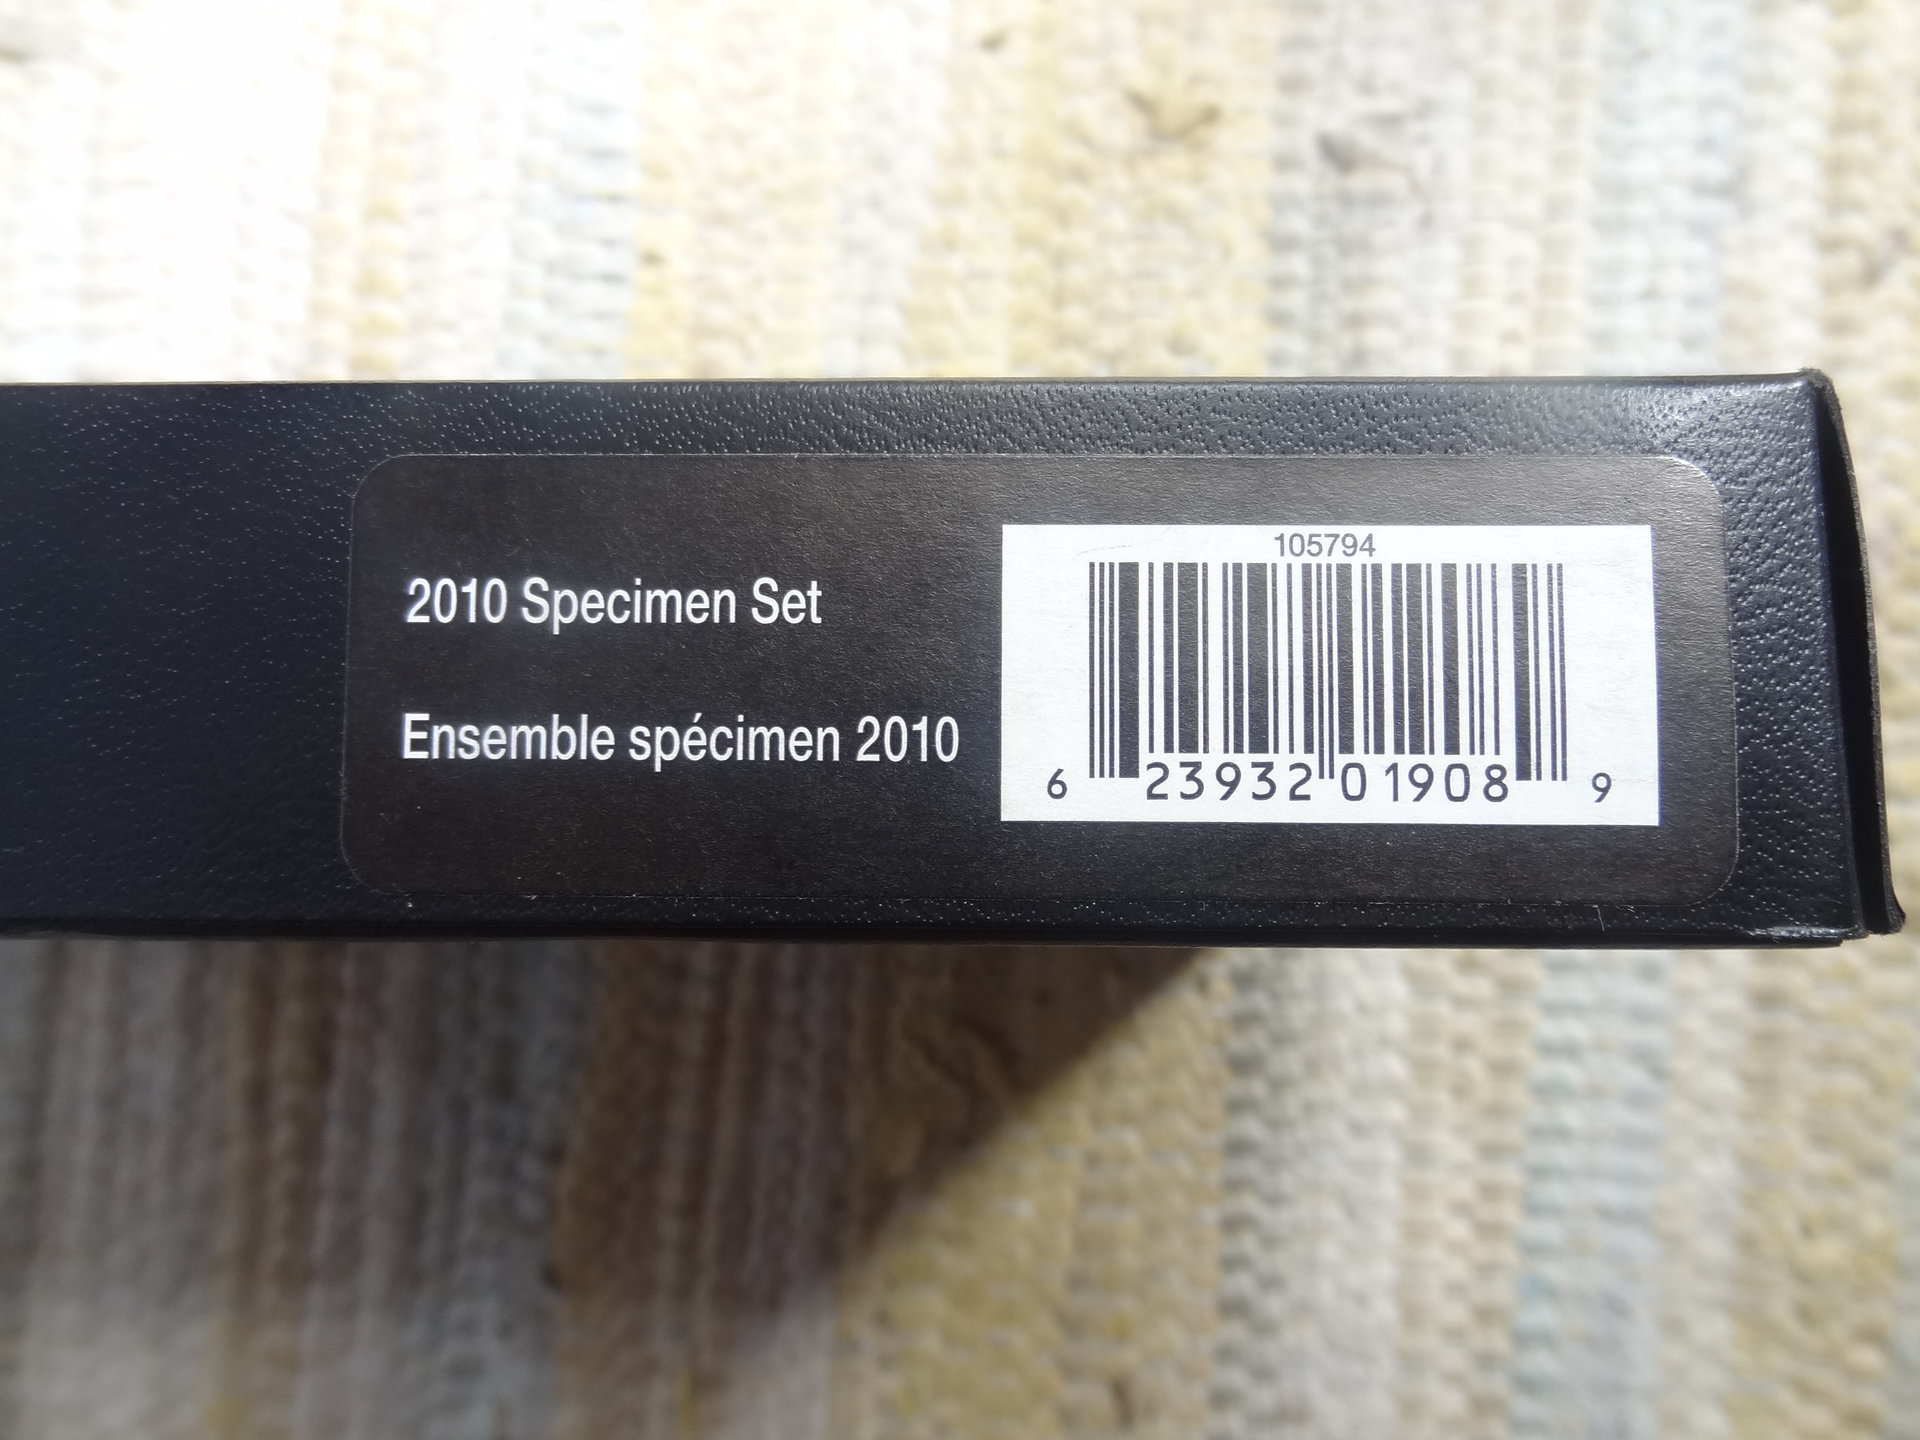 2010 Specimen Set
Ensemble spécimen 2010
105794
6 23932 01908 9